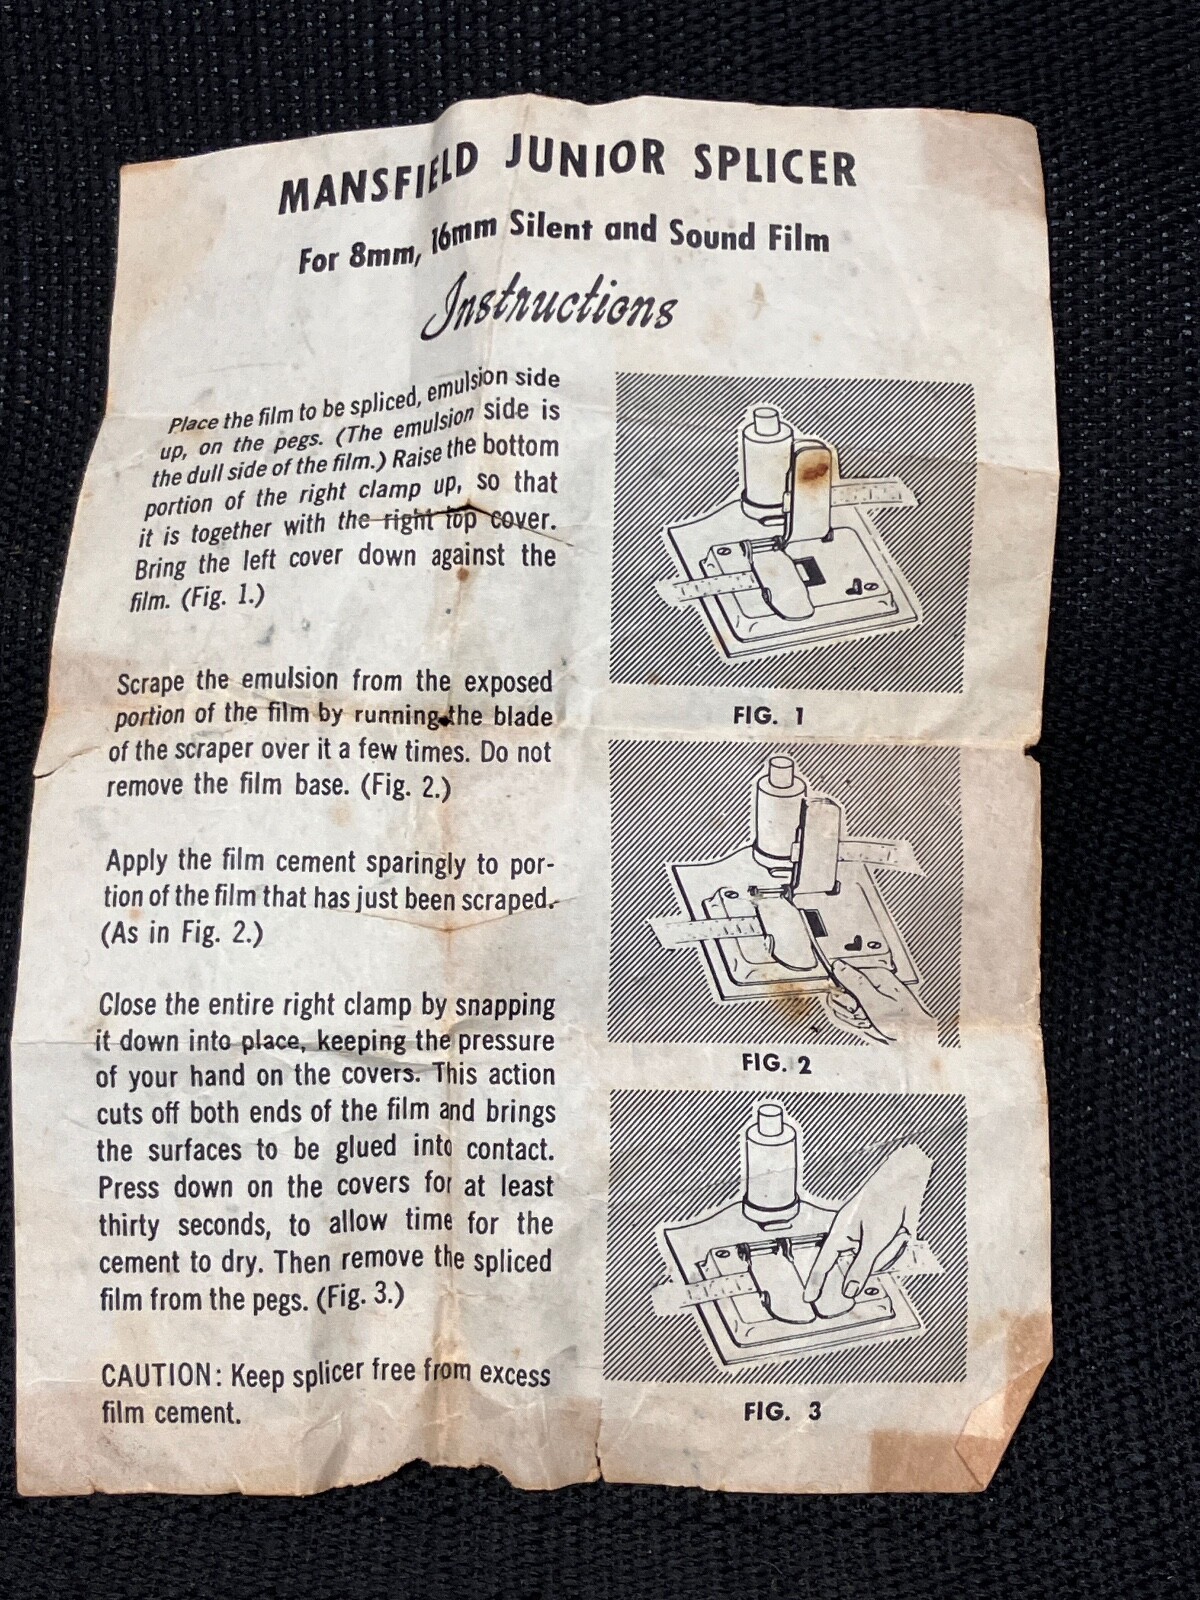 MANSFIELD JUNIOR SPLICER
For 8mm, 16mm Silent and Sound Film
Instructions
Place the film to be spliced, emulsion side
up, on the pegs. (The emulsion side is
the dull side of the film.) Raise the bottom
portion of the right clamp up, so that
it is together with the right top cover.
Bring the left cover down against the
film. (Fig. 1.)
Scrape the emulsion from the exposed
portion of the film by running the blade
of the scraper over it a few times. Do not
remove the film base. (Fig. 2.)
Apply the film cement sparingly to por-
tion of the film that has just been scraped.
(As in Fig. 2.)
Close the entire right clamp by snapping
it down into place, keeping the pressure
of your hand on the covers. This action
cuts off both ends of the film and brings
the surfaces to be glued into contact.
Press down on the covers for at least
thirty seconds, to allow time for the
cement to dry. Then remove the spliced
film from the pegs. (Fig. 3.)
CAUTION: Keep splicer free from excess
film cement.
FIG. 1
FIG. 2
FIG. 3